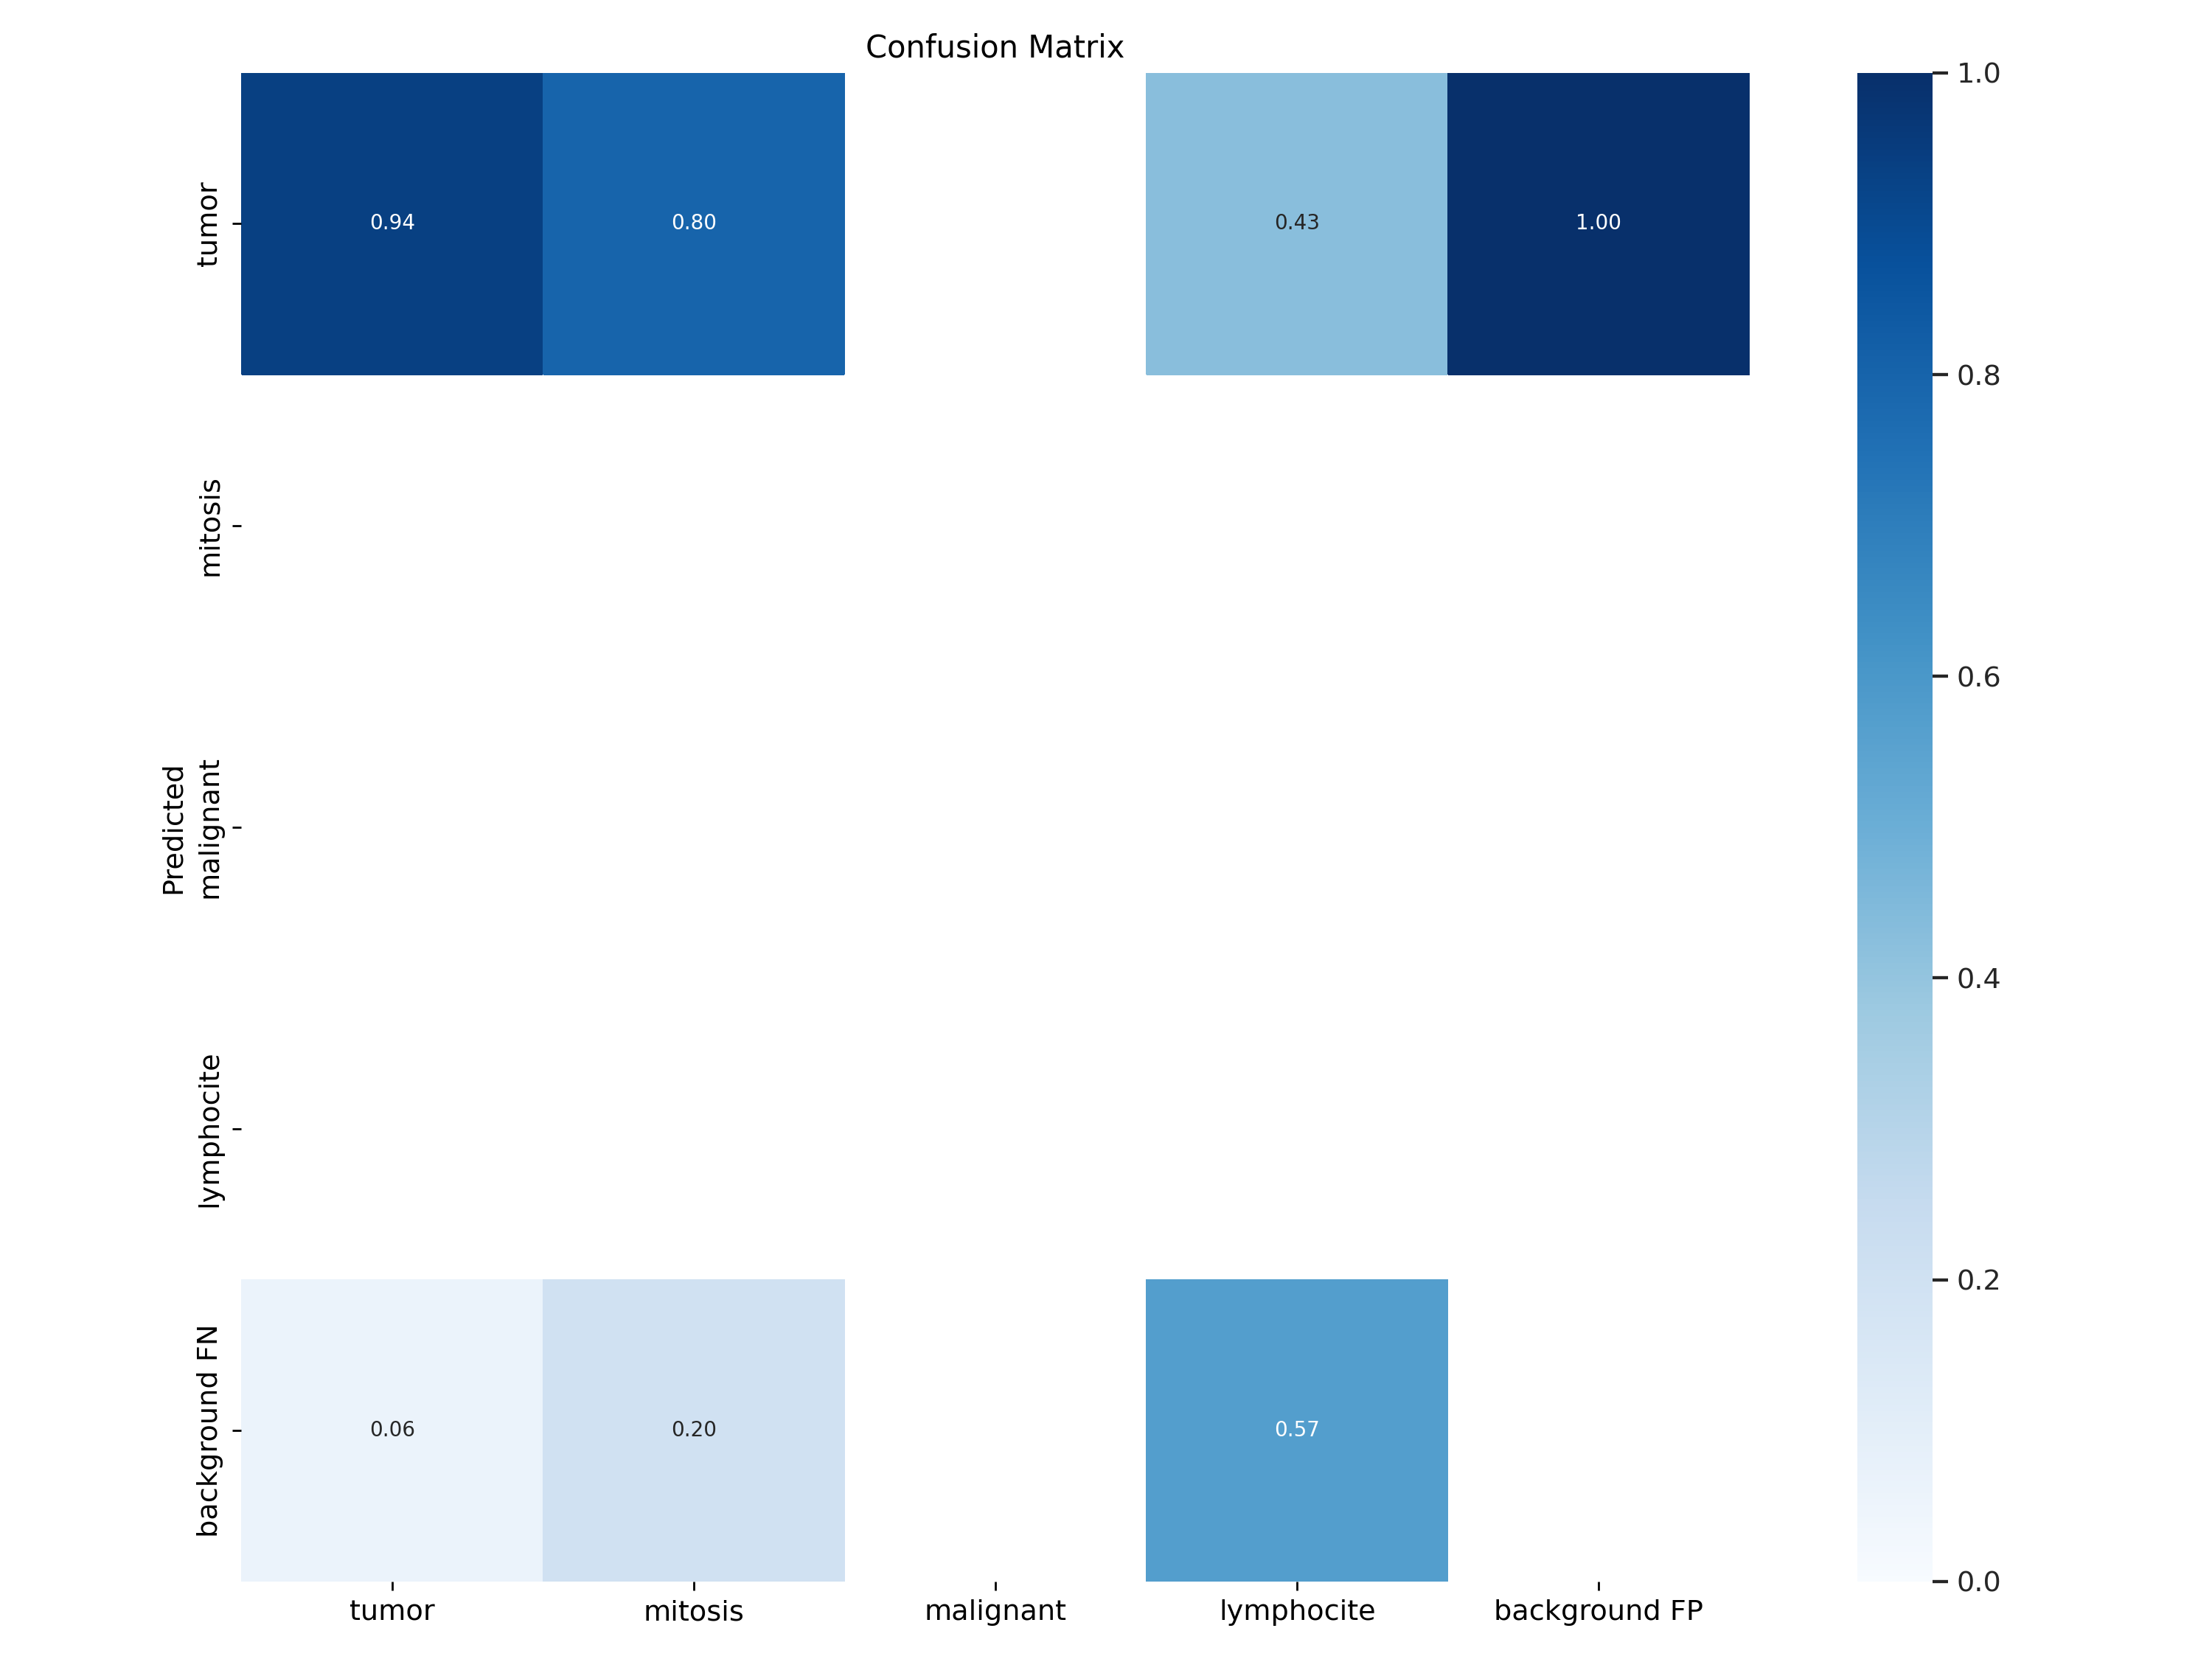 Confusion Matrix
tumor
0.94
0.80
0.43
1.00
mitosis
Predicted
malignant
lymphocite
background FN
0.06
0.20
0.57
tumor
mitosis
malignant
lymphocite
background FP
1.0
0.8
0.6
0.4
0.2
0.0